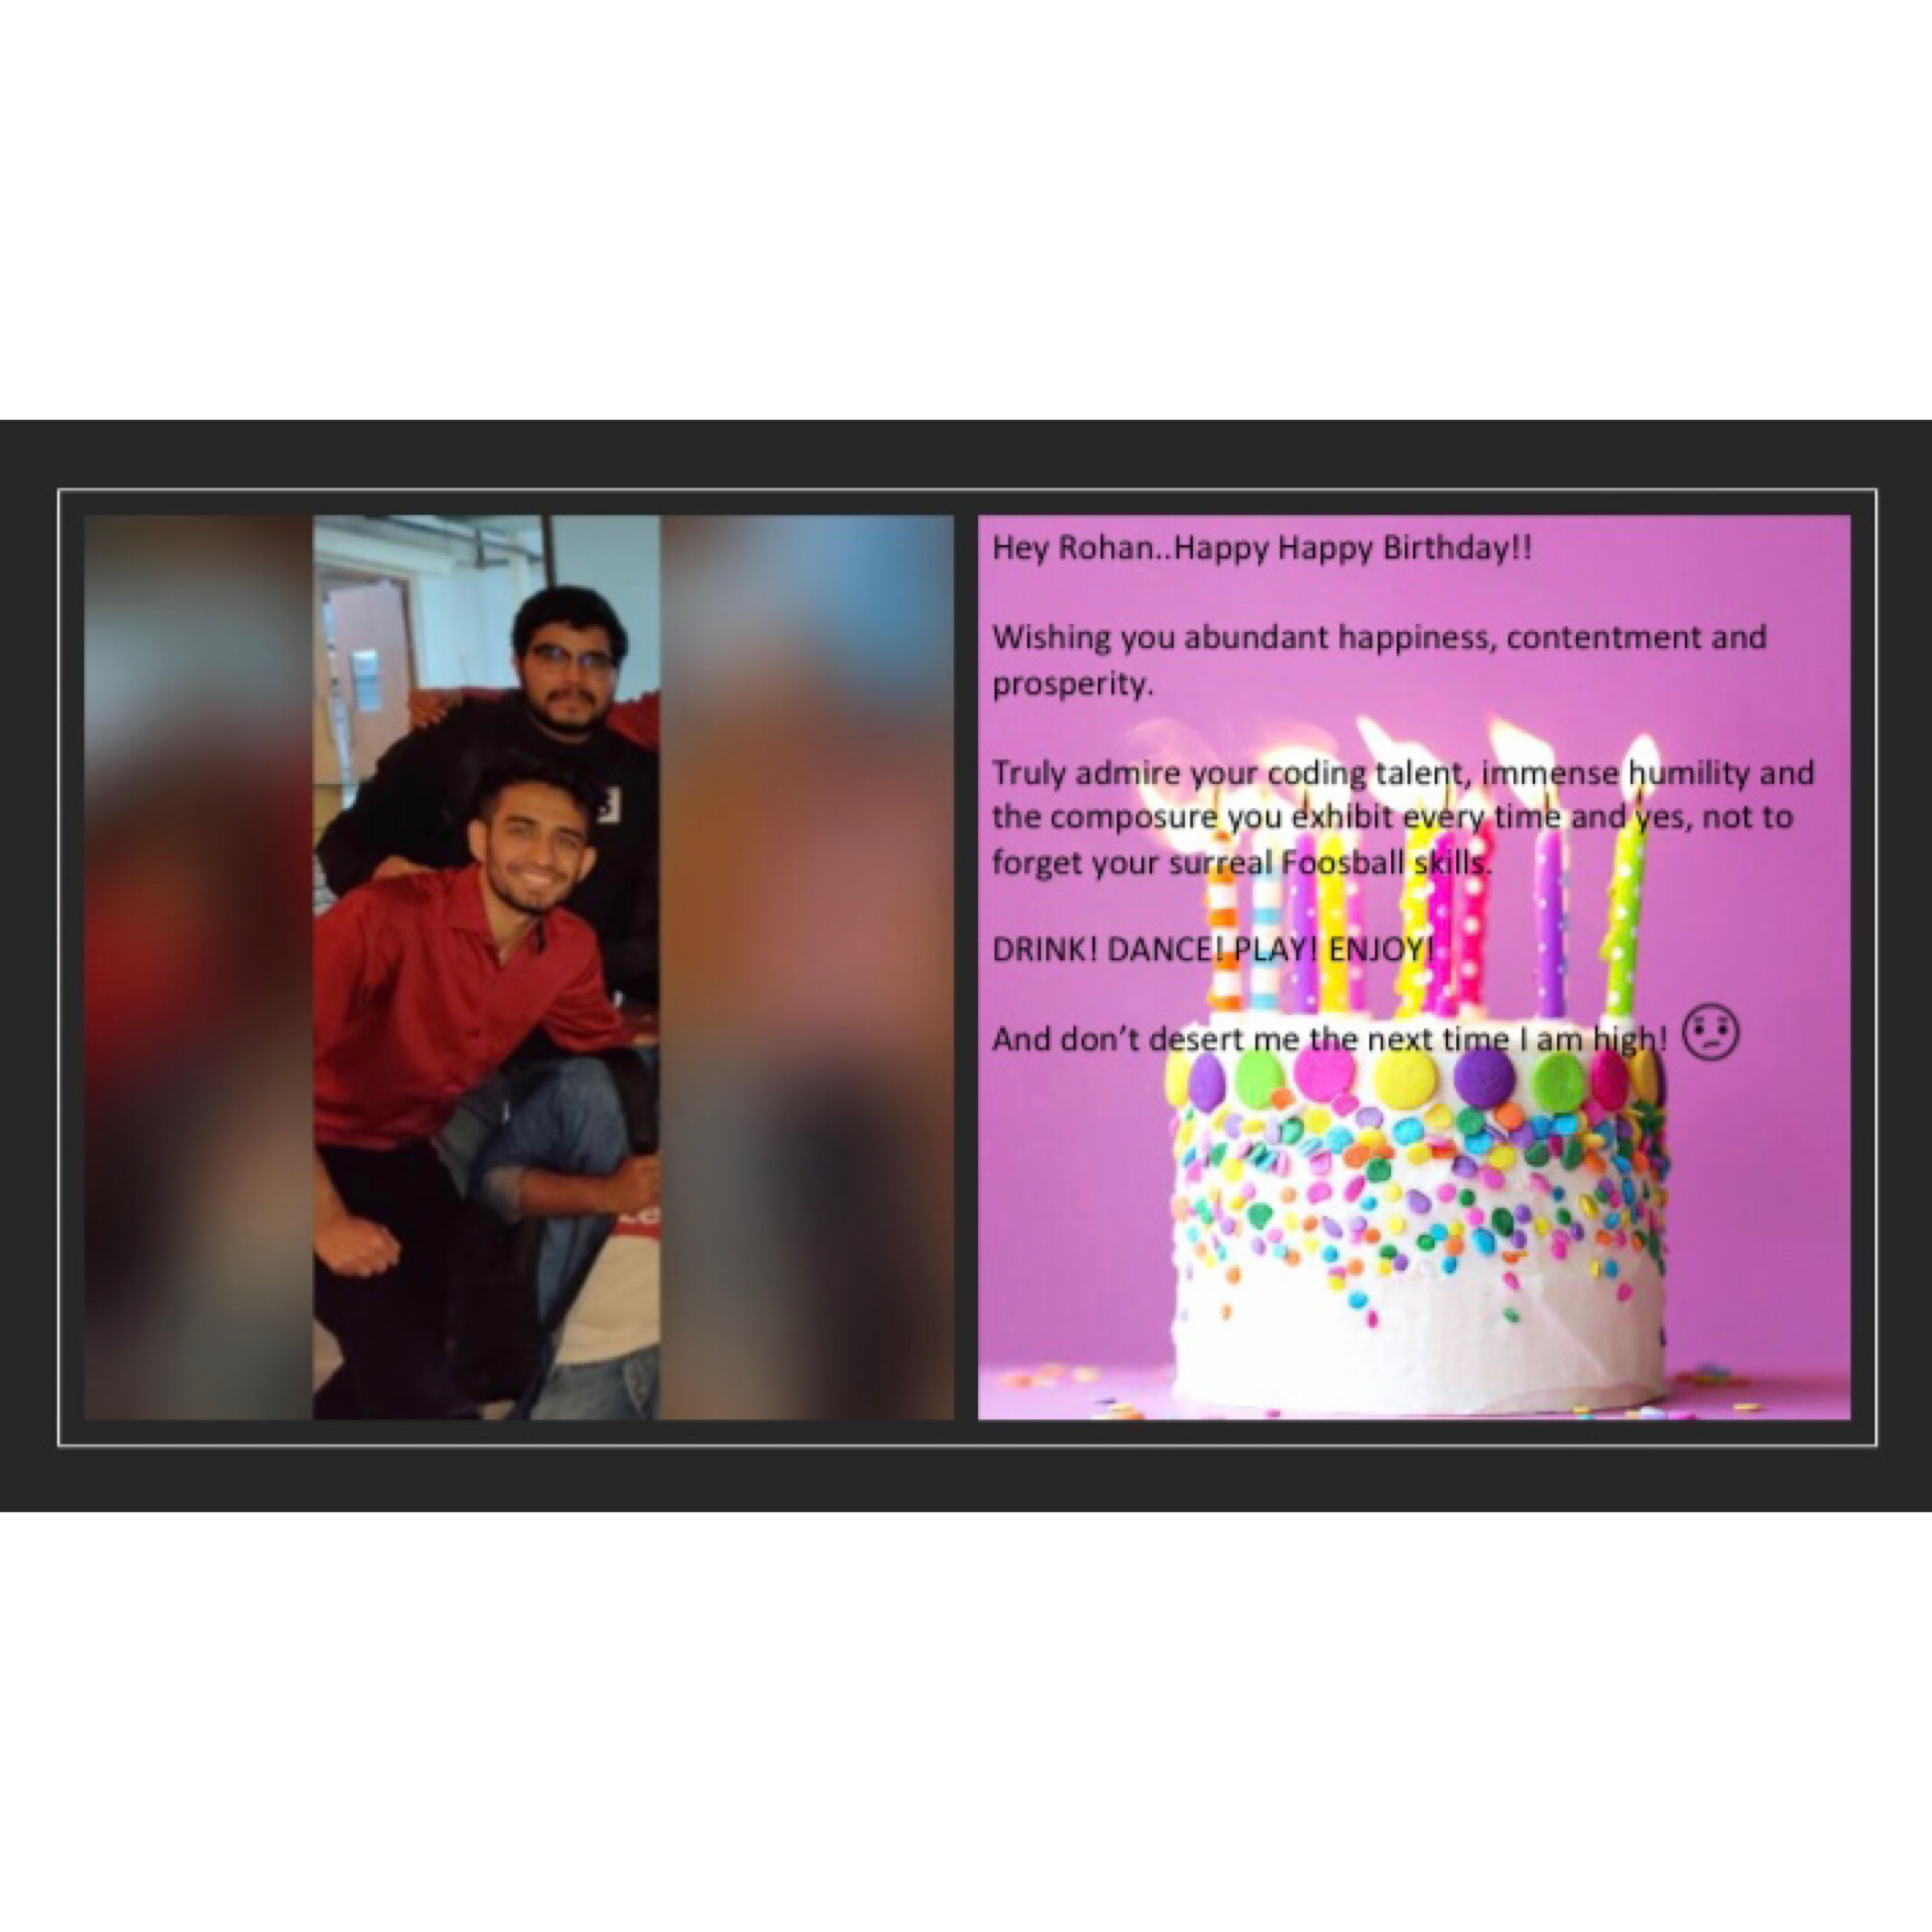 Hey Rohan..Happy Happy Birthday!!
Wishing you abundant happiness, contentment and
prosperity.
Truly admire your coding talent, immense humility and
the composure you exhibit every time and yes, not to
forget your surreal Foosball skills.
DRINK! DANCE! PLAY! ENJOY!
And don’t desert me the next time I am high!